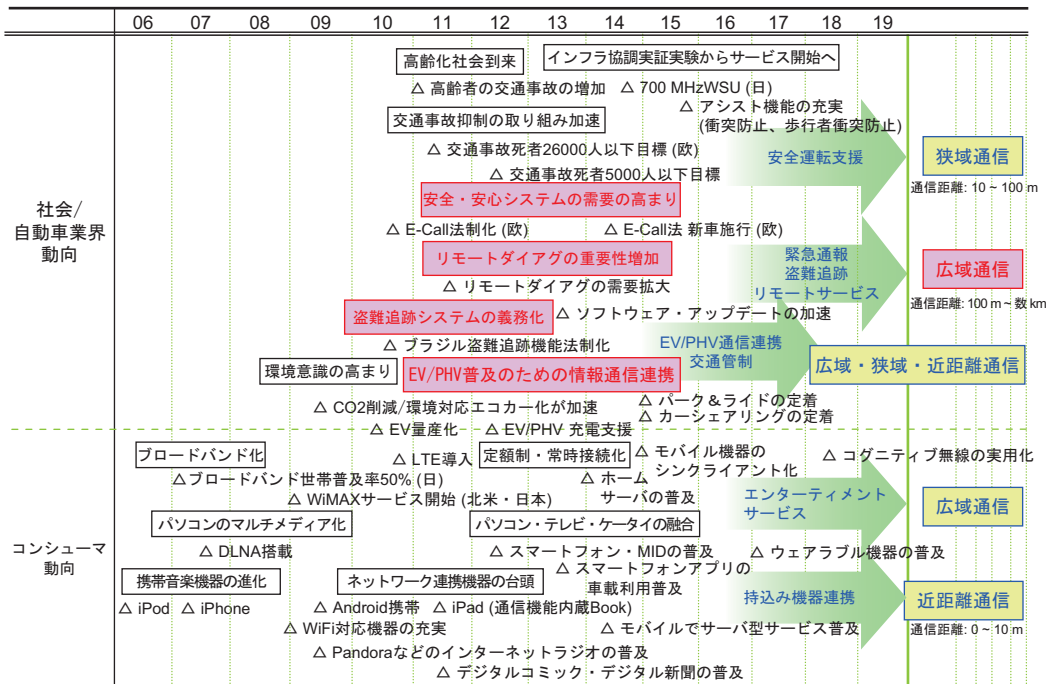 06 07 08 09 10 11 12 13 14 15 16 17 18 19
社会/
自動車業界
動向
高齢化社会到来
インフラ協調実証実験からサービス開始へ
△ 高齢者の交通事故の増加
△ 700 MHzWSU (日)
△ アシスト機能の充実
(衝突防止、歩行者衝突防止)
交通事故抑制の取り組み加速
△ 交通事故死者26000人以下目標 (欧)
△ 交通事故死者5000人以下目標
安全運転支援
狭域通信
通信距離: 10 ~ 100 m
安全・安心システムの需要の高まり
△ E-Call法制化 (欧)
△ E-Call法 新車施行 (欧)
リモートダイアグの重要性増加
△ リモートダイアグの需要拡大
緊急通報
盗難追跡
リモートサービス
広域通信
通信距離: 100 m ~ 数 km
盗難追跡システムの義務化
△ ソフトウェア・アップデートの加速
△ ブラジル盗難追跡機能法制化
EV/PHV通信連携
交通管制
広域・狭域・近距離通信
環境意識の高まり
EV/PHV普及のための情報通信連携
△ CO2削減/環境対応エコカー化が加速
△ パーク＆ライドの定着
△ カーシェアリングの定着
△ EV量産化
△ EV/PHV 充電支援
コンシューマ
動向
ブロードバンド化
△ LTE導入
定額制・常時接続化
△ モバイル機器の
シンクライアント化
△ コグニティブ無線の実用化
△ ブロードバンド世帯普及率50% (日)
△ ホーム
サーバの普及
△ WiMAXサービス開始 (北米・日本)
エンターティメント
サービス
広域通信
パソコンのマルチメディア化
パソコン・テレビ・ケータイの融合
△ DLNA搭載
△ スマートフォン・MIDの普及
△ ウェアラブル機器の普及
△ スマートフォンアプリの
車載利用普及
携帯音楽機器の進化
ネットワーク連携機器の台頭
△ iPod
△ iPhone
△ Android携帯
△ iPad (通信機能内蔵Book)
持込み機器連携
近距離通信
通信距離: 0 ~ 10 m
△ WiFi対応機器の充実
△ モバイルでサーバ型サービス普及
△ Pandoraなどのインターネットラジオの普及
△ デジタルコミック・デジタル新聞の普及